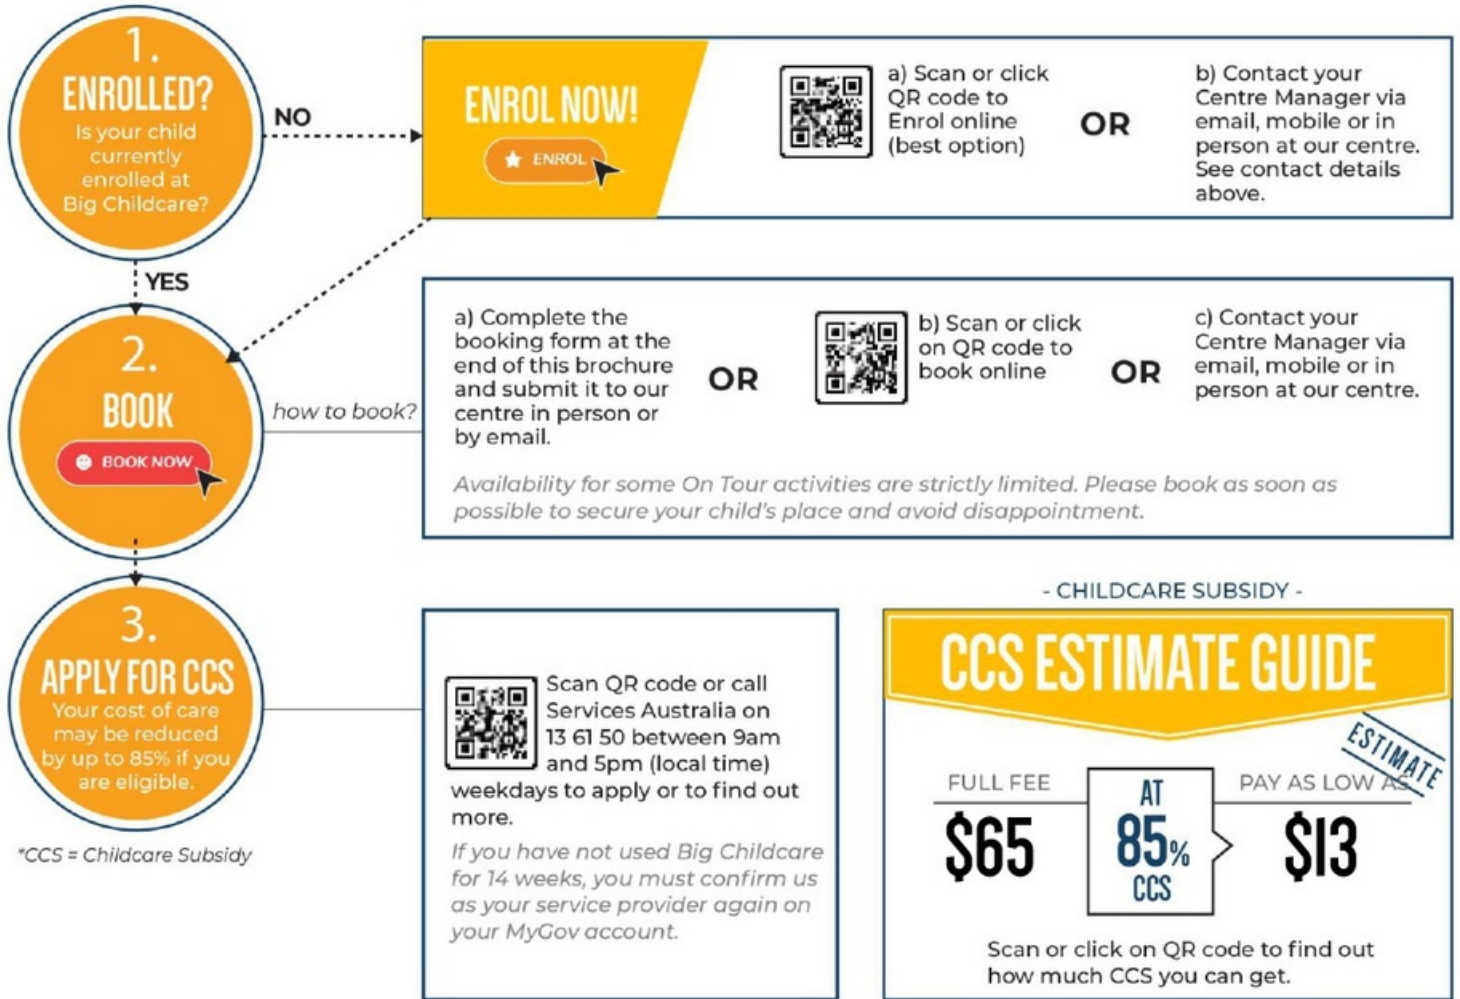 1.
ENROLLED?
Is your child
currently
enrolled at
Big Childcare?
NO
YES
ENROL NOW!
ENROL
a) Scan or click
QR code to
Enrol online
(best option)
OR
b) Contact your
Centre Manager via
email, mobile or in
person at our centre.
See contact details
above.
2.
BOOK
BOOK NOW
how to book?
a) Complete the
booking form at the
end of this brochure
and submit it to our
centre in person or
by email.
OR
b) Scan or click
on QR code to
book online
OR
c) Contact your
Centre Manager via
email, mobile or in
person at our centre.
Availability for some On Tour activities are strictly limited. Please book as soon as
possible to secure your child's place and avoid disappointment.
3.
APPLY FOR CCS
Your cost of care
may be reduced
by up to 85% if you
are eligible.
*CCS = Childcare Subsidy
Scan QR code or call
Services Australia on
13 61 50 between 9am
and 5pm (local time)
weekdays to apply or to find out
more.
If you have not used Big Childcare
for 14 weeks, you must confirm us
as your service provider again on
your MyGov account.
- CHILDCARE SUBSIDY -
CCS ESTIMATE GUIDE
ESTIMATE
FULL FEE
$65
AT
85%
CCS
PAY AS LOW AS
$13
Scan or click on QR code to find out
how much CCS you can get.